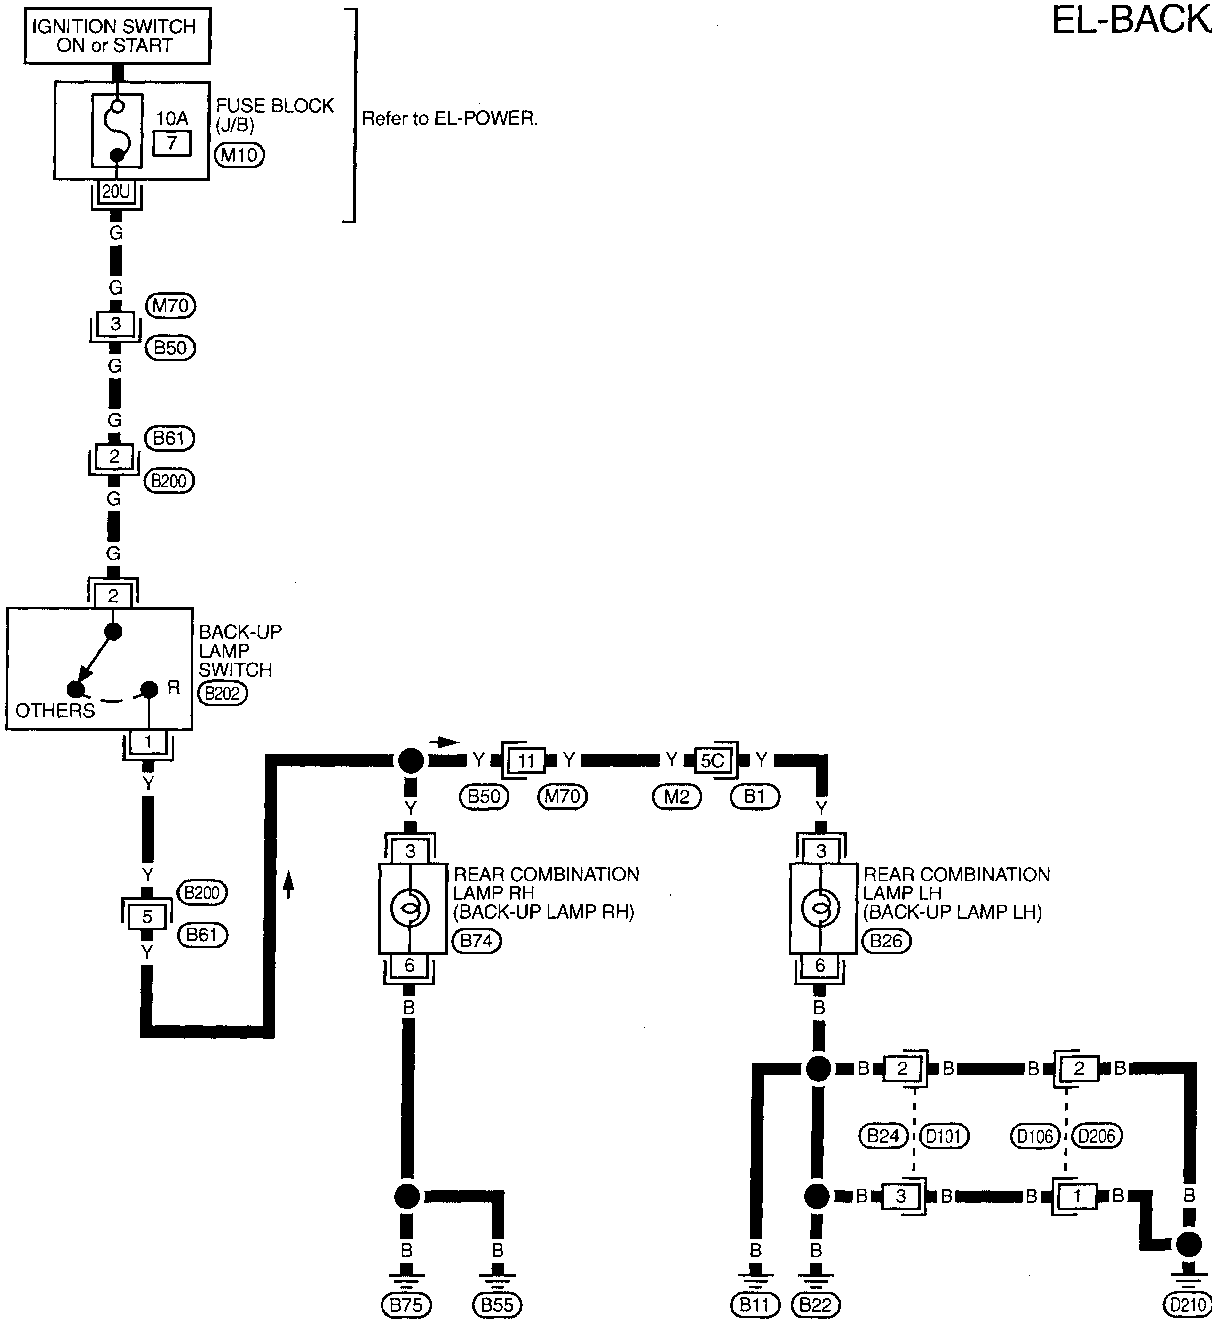 EL-BACK
IGNITION SWITCH
ON or START
FUSE BLOCK
(J/B)
10A
7
M10
Refer to EL-POWER.
20U
G
G
M70
3
B50
G
G
B61
2
B200
G
G
2
BACK-UP
LAMP
SWITCH
B202
R
OTHERS
1
Y
Y
B200
5
B61
Y
Y 11 Y
Y 5C Y
B50 M70
M2 B1
Y
Y
3
3
REAR COMBINATION
LAMP RH
(BACK-UP LAMP RH)
B74
REAR COMBINATION
LAMP LH
(BACK-UP LAMP LH)
B26
6
6
B
B
B 2 B
B 2 B
B24 D101
D106 D206
B 3 B
B 1 B
B
B
B
B
B
B75
B55
B11
B22
D210